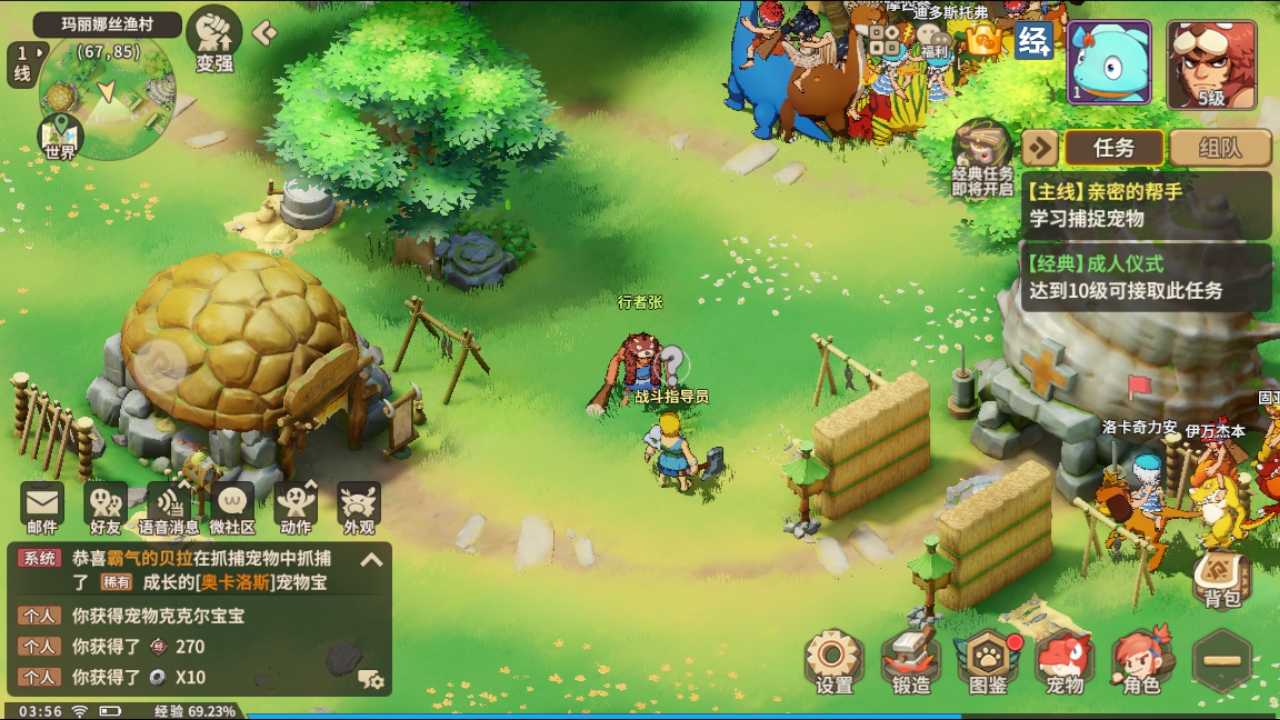 玛丽娜丝渔村
1
线
(67,85)
世界
变强
迪多斯托弗
福利
经
1
5级
经典任务
即将开启
任务
组队
【主线】亲密的帮手
学习捕捉宠物
【经典】成人仪式
达到10级可接取此任务
行者张
战斗指导员
洛卡奇力安
伊万杰本
邮件
好友
语音消息
当
微社区
动作
外观
系统 恭喜霸气的贝拉在抓捕宠物中抓捕
了 稀有 成长的[奥卡洛斯]宠物宝
个人 你获得宠物克克尔宝宝
个人 你获得了 270
个人 你获得了 X10
背包
设置
锻造
图鉴
宠物
角色
03:56
经验 69.23%